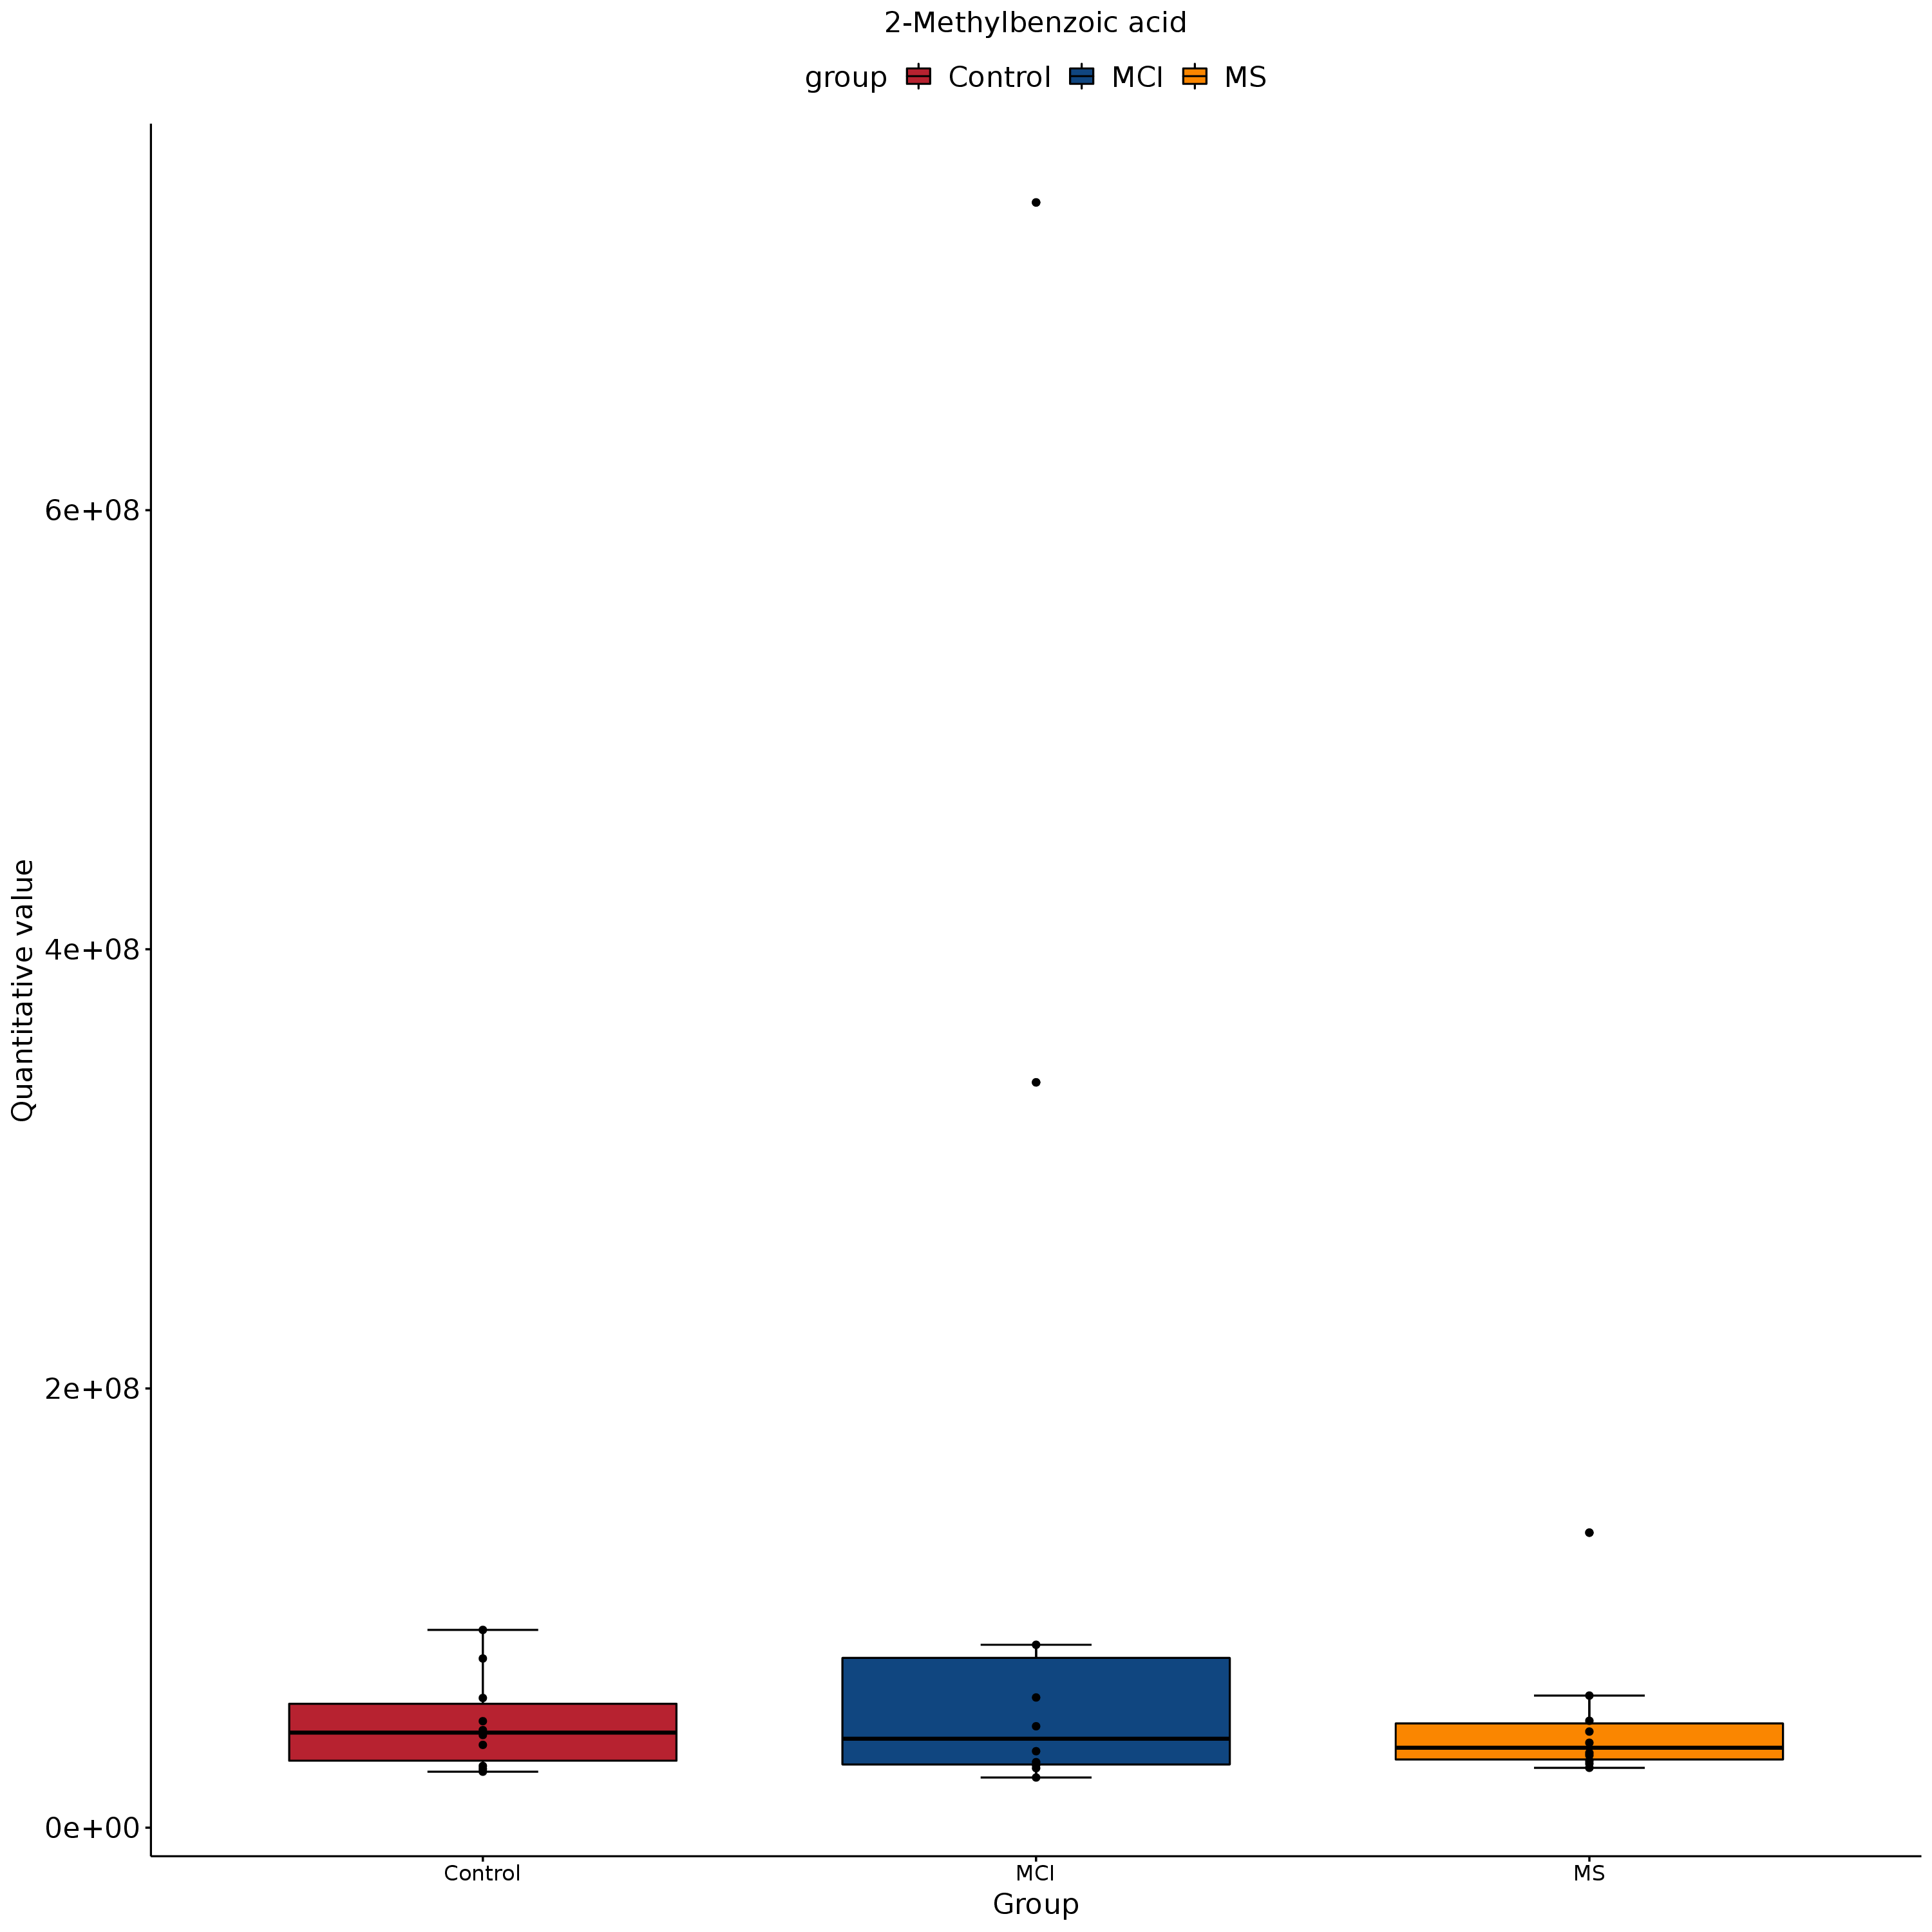 2-Methylbenzoic acid
group Control MCI MS
Quantitative value
6e+08
4e+08
2e+08
0e+00
Control MCI MS
Group